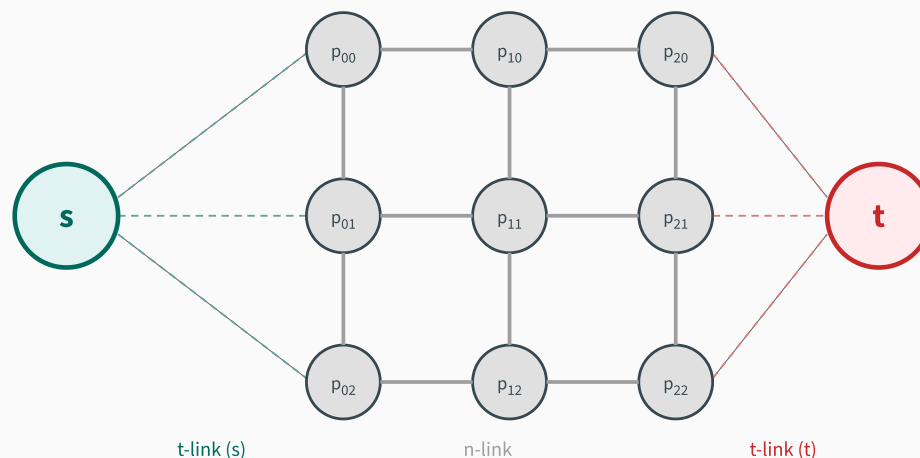 p₀₀ p₁₀ p₂₀
s p₀₁ p₁₁ p₂₁ t
p₀₂ p₁₂ p₂₂
t-link (s) n-link t-link (t)